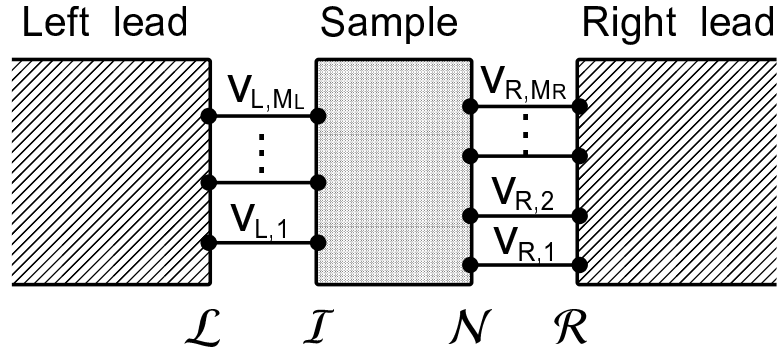 Left lead Sample Right lead
V_{L,M_L} V_{R,M_R}
V_{R,2}
V_{L,1}
V_{R,1}
ℒ ℐ 𝒩 ℛ